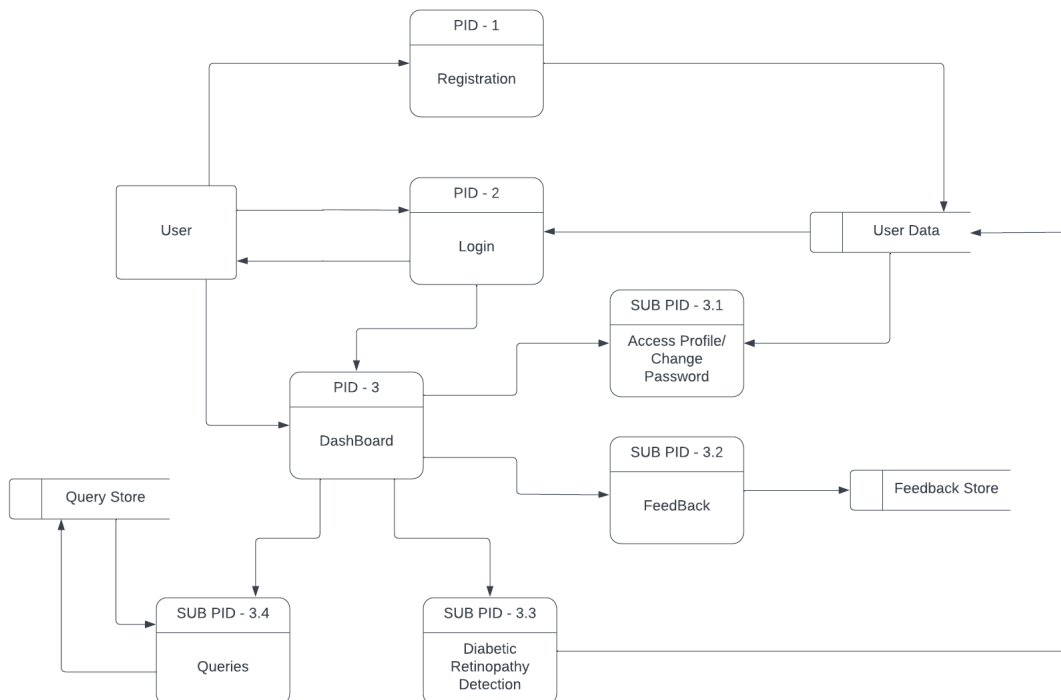 PID - 1
Registration
PID - 2
User
Login
User Data
SUB PID - 3.1
Access Profile/
Change
Password
PID - 3
DashBoard
SUB PID - 3.2
FeedBack
Feedback Store
Query Store
SUB PID - 3.4
Queries
SUB PID - 3.3
Diabetic
Retinopathy
Detection